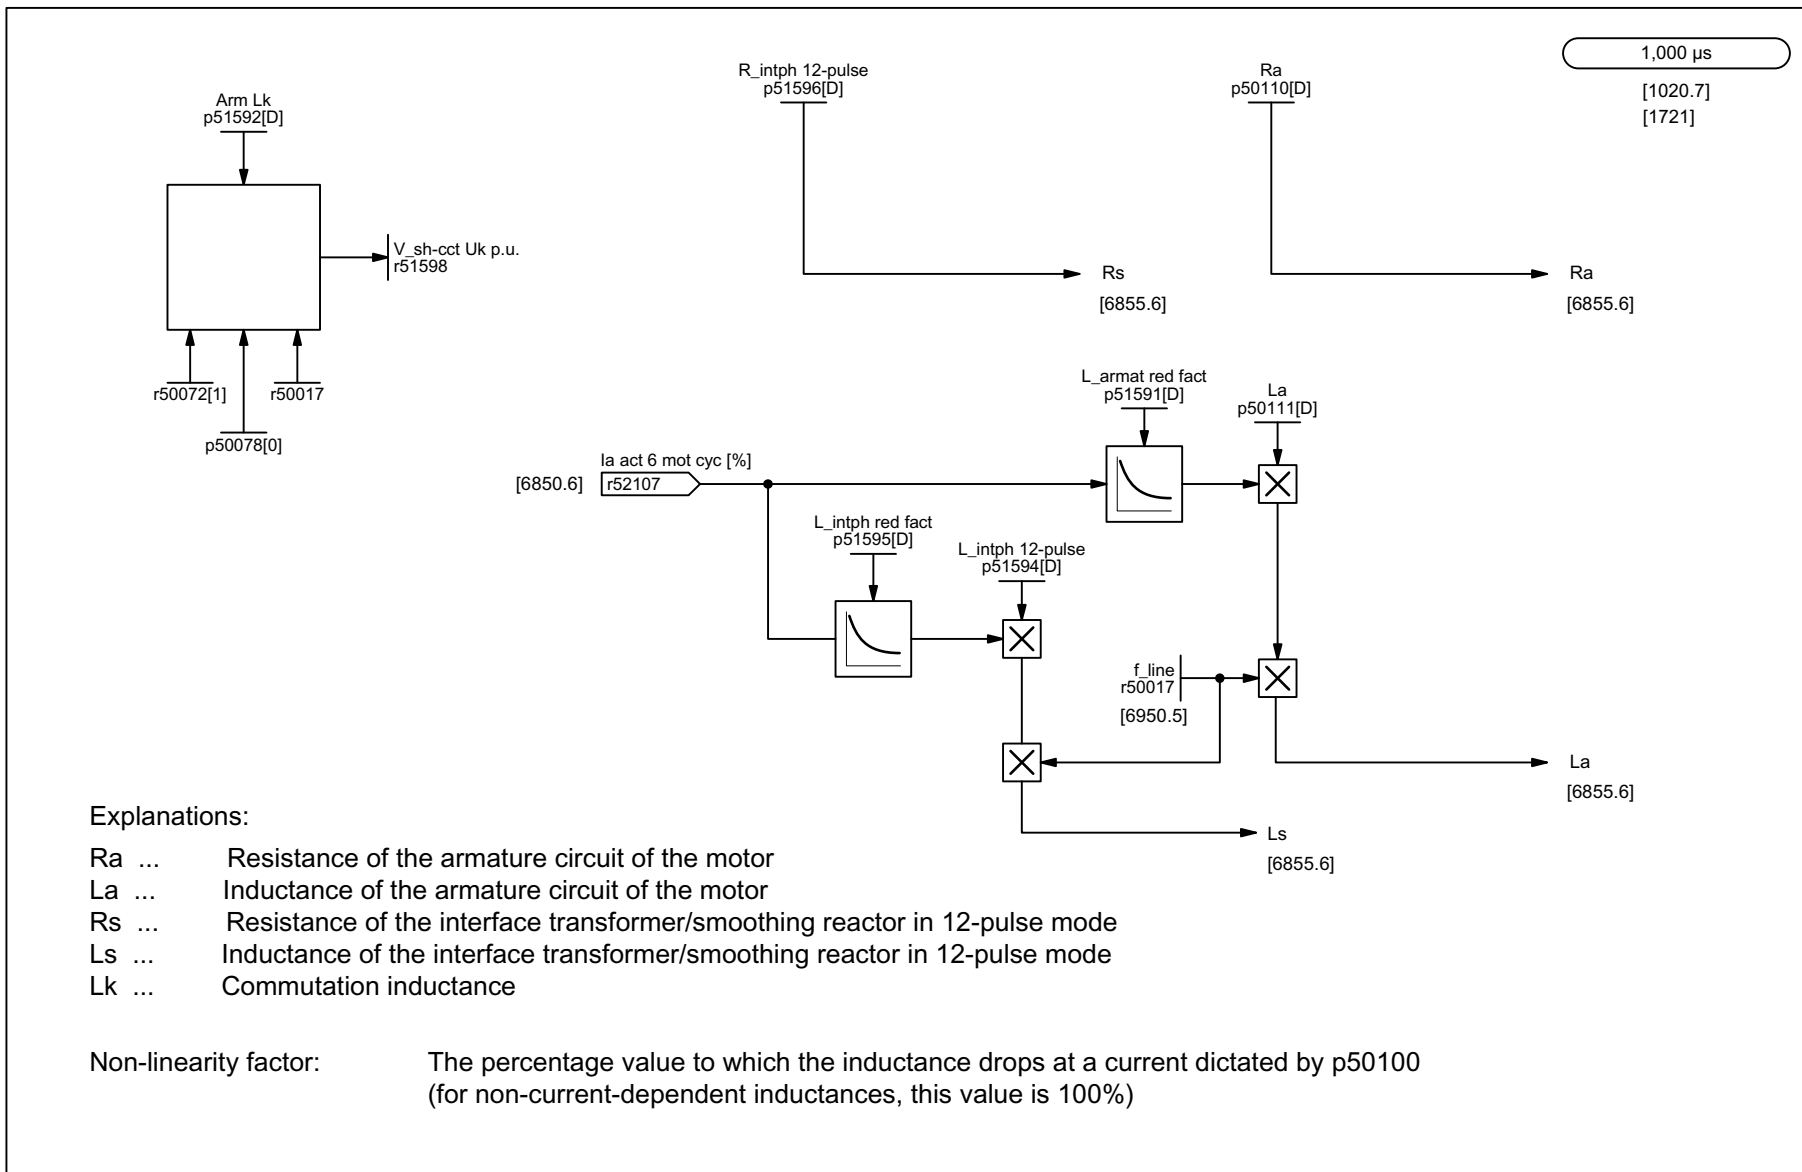 1,000 µs
[1020.7]
[1721]
R_intph 12-pulse
p51596[D]
Ra
p50110[D]
Arm Lk
p51592[D]
V_sh-cct Uk p.u.
r51598
Rs
[6855.6]
Ra
[6855.6]
r50072[1]
r50017
p50078[0]
L_armat red fact
p51591[D]
La
p50111[D]
Ia act 6 mot cyc [%]
[6850.6]
r52107
L_intph red fact
p51595[D]
L_intph 12-pulse
p51594[D]
f_line
r50017
[6950.5]
La
[6855.6]
Ls
[6855.6]
Explanations:
Ra ... Resistance of the armature circuit of the motor
La ... Inductance of the armature circuit of the motor
Rs ... Resistance of the interface transformer/smoothing reactor in 12-pulse mode
Ls ... Inductance of the interface transformer/smoothing reactor in 12-pulse mode
Lk ... Commutation inductance
Non-linearity factor: The percentage value to which the inductance drops at a current dictated by p50100
(for non-current-dependent inductances, this value is 100%)